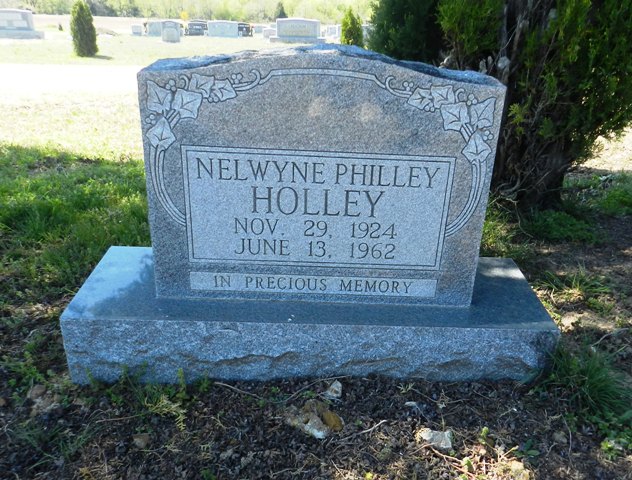 NELWYNE PHILLEY
HOLLEY
NOV. 29, 1924
JUNE 13, 1962
IN PRECIOUS MEMORY